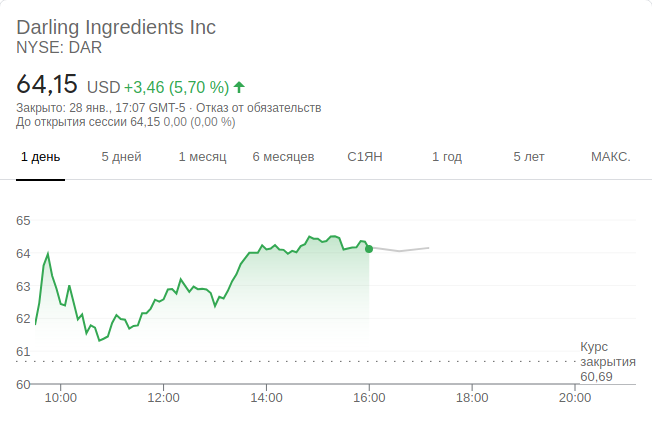 Darling Ingredients Inc
NYSE: DAR
64,15 USD +3,46 (5,70 %)
Закрыто: 28 янв., 17:07 GMT-5 · Отказ от обязательств
До открытия сессии 64,15 0,00 (0,00 %)
1 день 5 дней 1 месяц 6 месяцев С1ЯН 1 год 5 лет МАКС.
65
64
63
62
61
Курс
закрытия
60,69
60
10:00 12:00 14:00 16:00 18:00 20:00